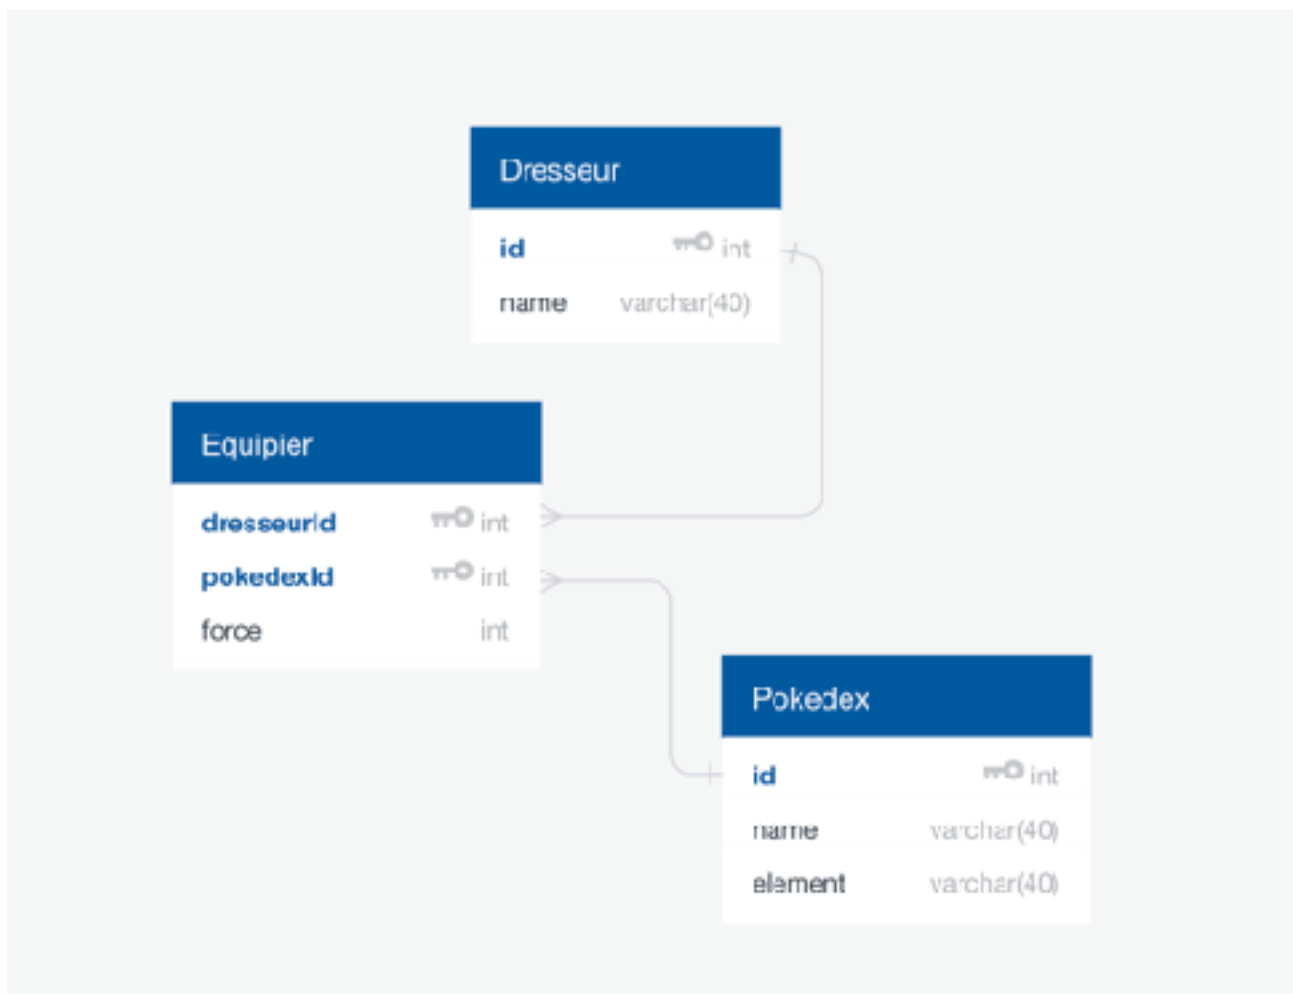 Dresseur
id int
name varchar(40)
Equipier
dresseurId int
pokedexId int
force int
Pokedex
id int
name varchar(40)
element varchar(40)